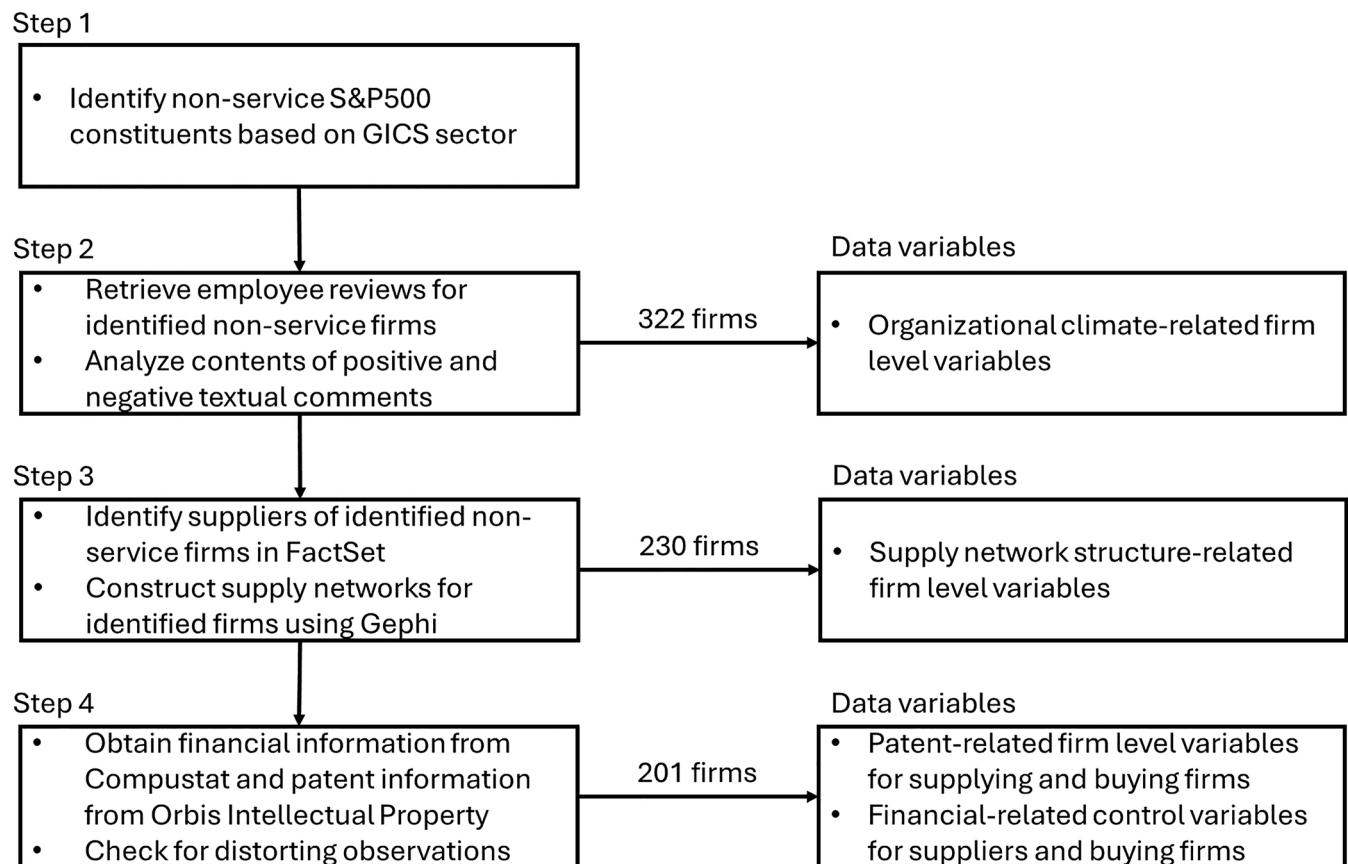 Step 1
• Identify non-service S&P500
constituents based on GICS sector
Step 2
• Retrieve employee reviews for
identified non-service firms
• Analyze contents of positive and
negative textual comments
322 firms
Data variables
• Organizational climate-related firm
level variables
Step 3
• Identify suppliers of identified non-
service firms in FactSet
• Construct supply networks for
identified firms using Gephi
230 firms
Data variables
• Supply network structure-related
firm level variables
Step 4
• Obtain financial information from
Compustat and patent information
from Orbis Intellectual Property
• Check for distorting observations
201 firms
Data variables
• Patent-related firm level variables
for supplying and buying firms
• Financial-related control variables
for suppliers and buying firms